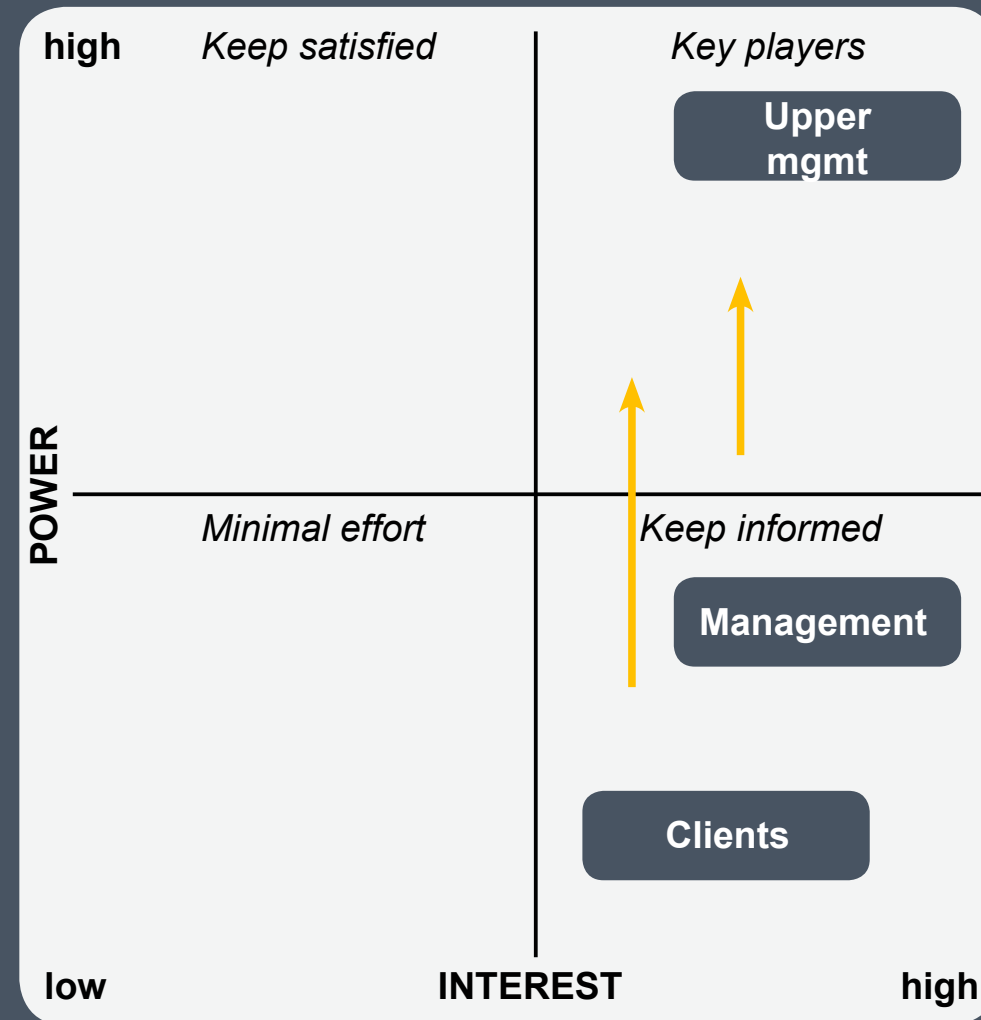 high
Keep satisfied
Key players
Upper
mgmt
POWER
Minimal effort
Keep informed
Management
Clients
low
INTEREST
high